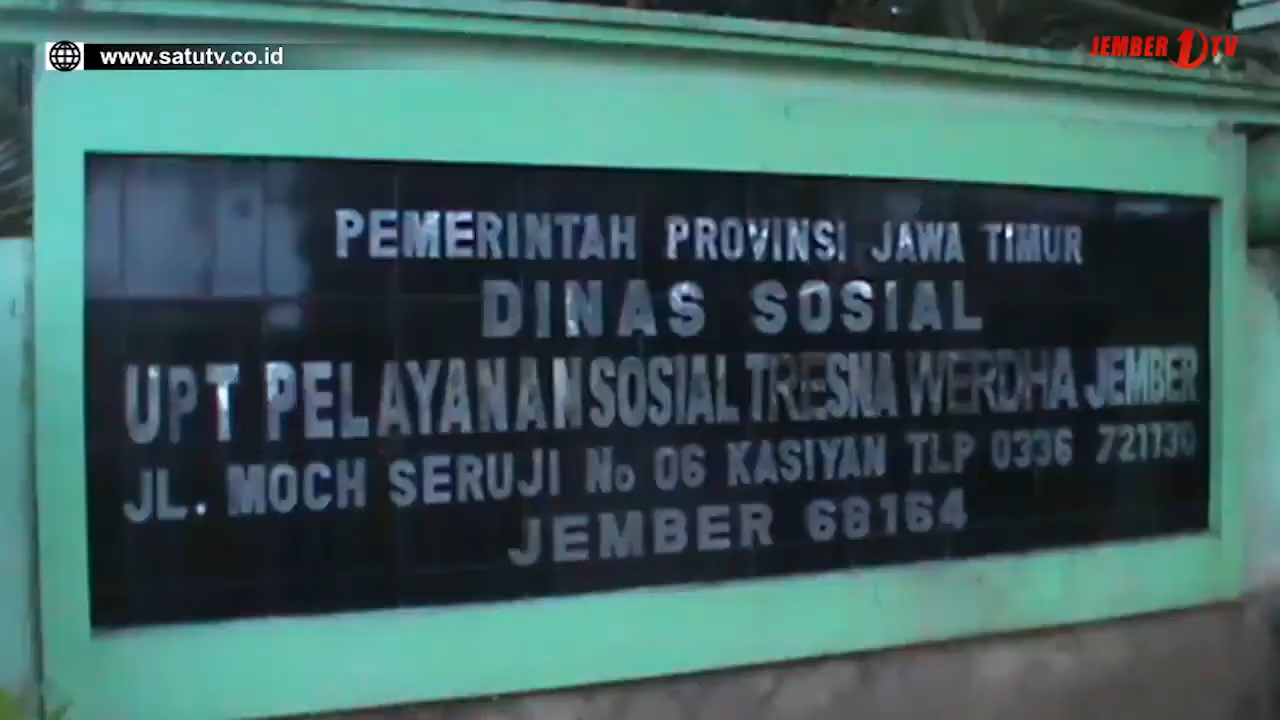 www.satutv.co.id
JEMBER 1 TV
PEMERINTAH PROVINSI JAWA TIMUR
DINAS SOSIAL
UPT PELAYANAN SOSIAL TRESNA WERDHA JEMBER
JL. MOCH SERUJI No 06 KASIYAN TLP 0336 721130
JEMBER 68164